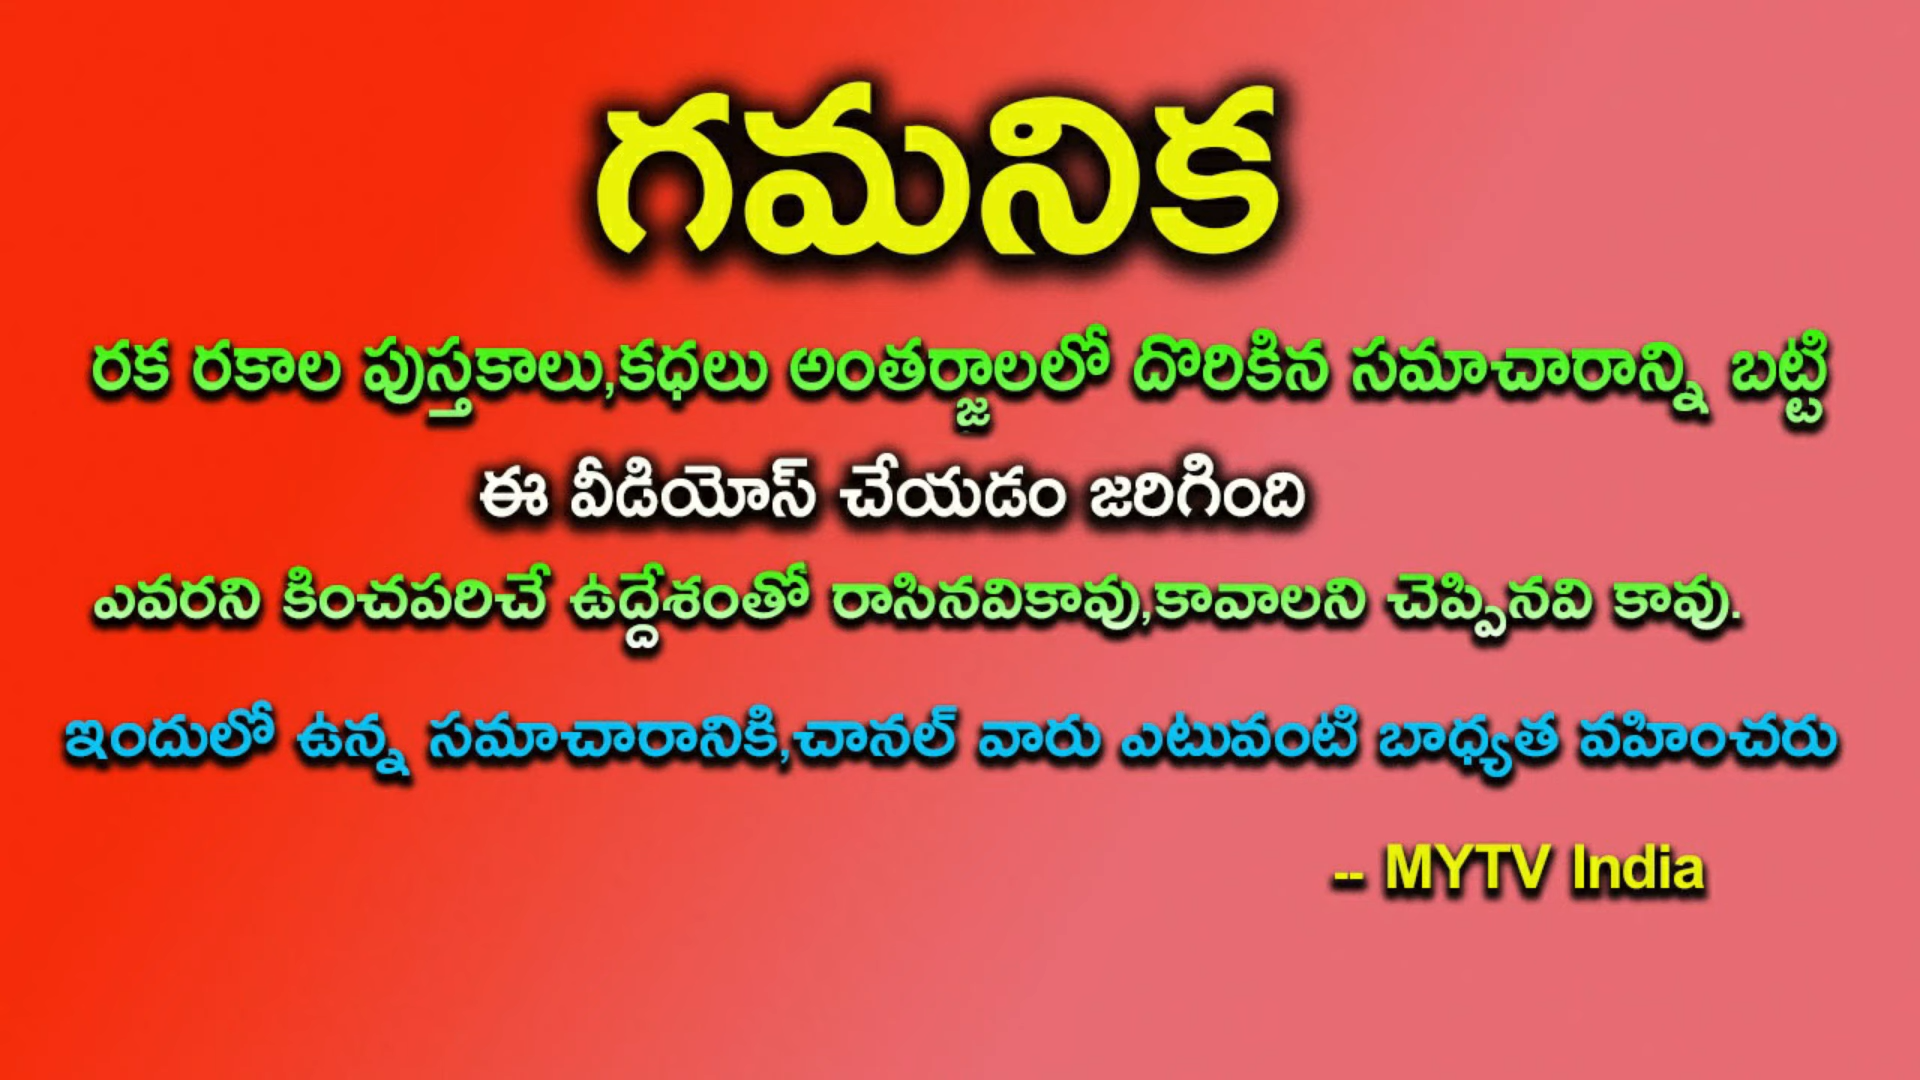 గమనిక
రక రకాల పుస్తకాలు,కధలు అంతర్జాలలో దొరికిన సమాచారాన్ని బట్టి
ఈ వీడియోస్ చేయడం జరిగింది
ఎవరని కించపరిచే ఉద్దేశంతో రాసినవికావు,కావాలని చెప్పినవి కావు.
ఇందులో ఉన్న సమాచారానికి,చానల్ వారు ఎటువంటి బాధ్యత వహించరు
-- MYTV India